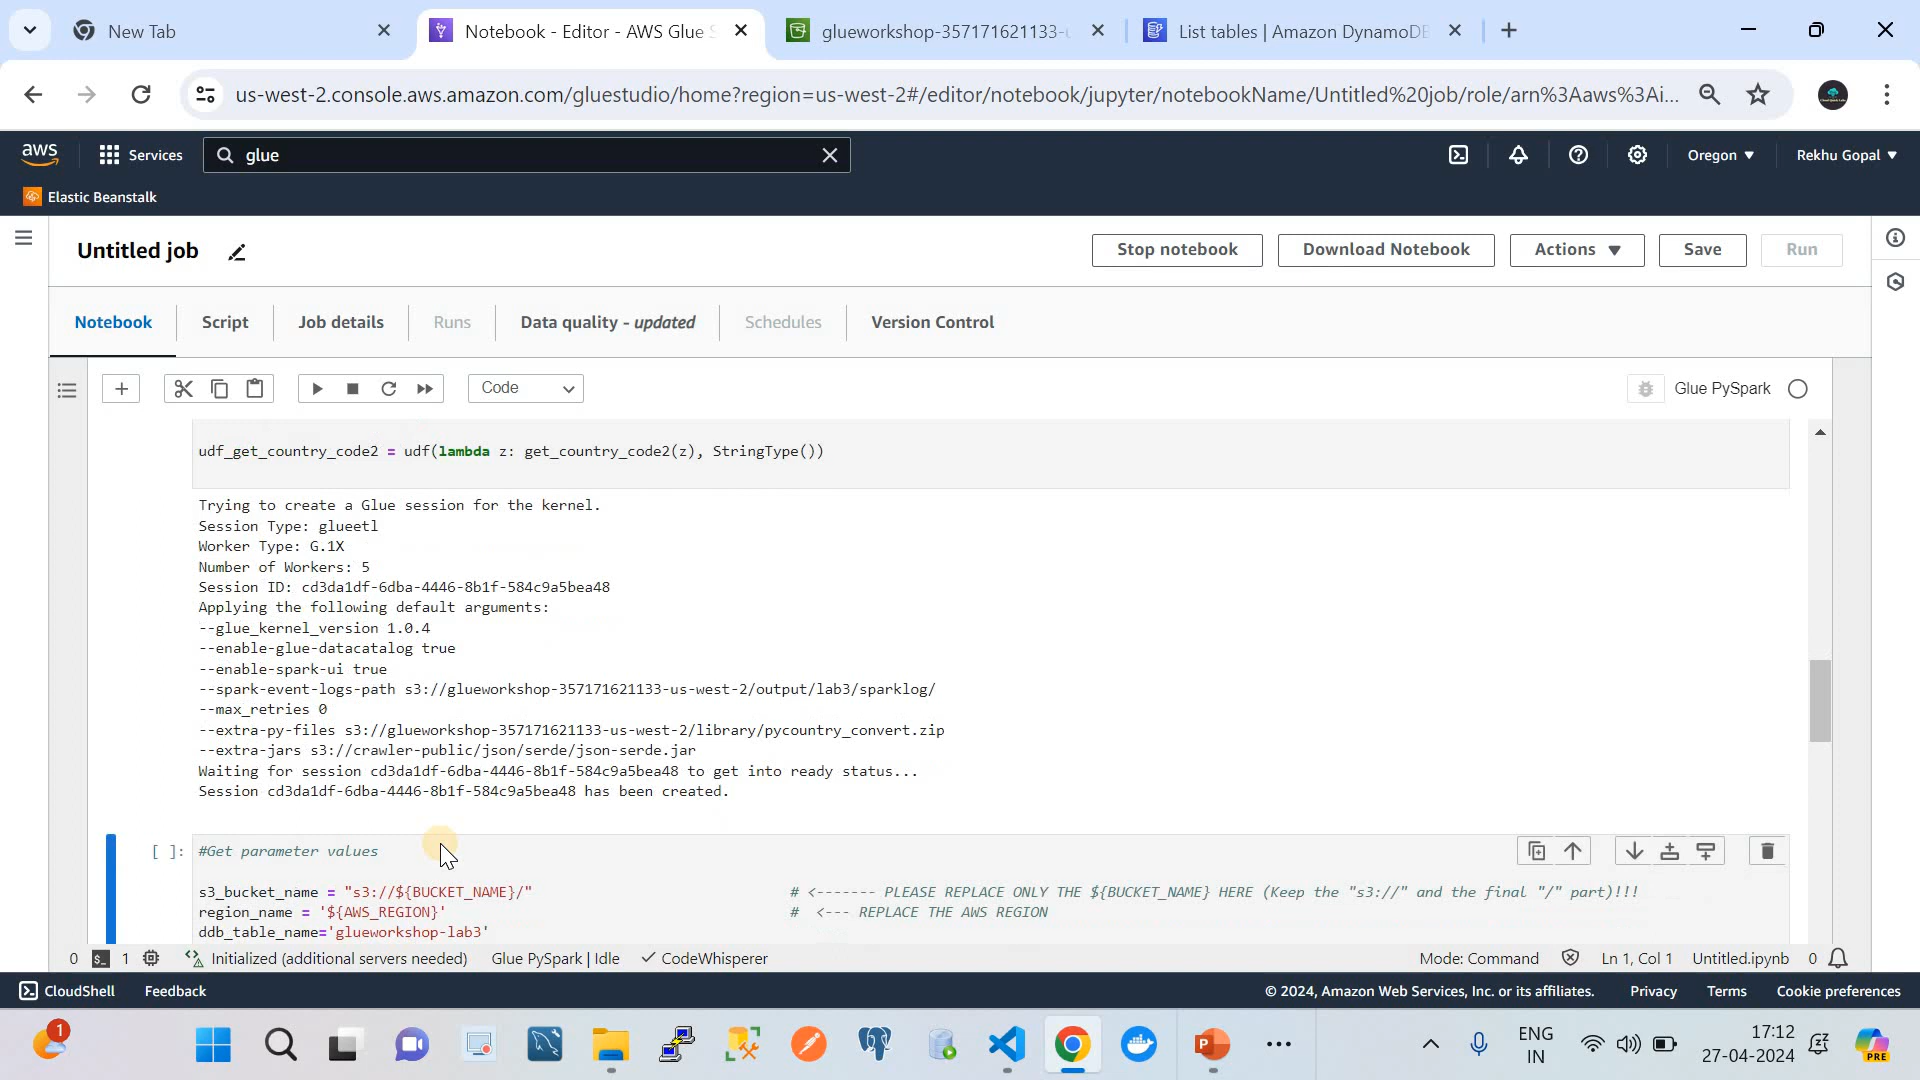 New Tab
Notebook - Editor - AWS Glue S
glueworkshop-357171621133-u
List tables | Amazon DynamoDB
us-west-2.console.aws.amazon.com/gluestudio/home?region=us-west-2#/editor/notebook/jupyter/notebookName/Untitled%20job/role/arn%3Aaws%3Ai...
aws
Services
glue
Oregon
Rekhu Gopal
Elastic Beanstalk
Untitled job
Stop notebook
Download Notebook
Actions
Save
Run
Notebook
Script
Job details
Runs
Data quality - updated
Schedules
Version Control
Code
Glue PySpark
udf_get_country_code2 = udf(lambda z: get_country_code2(z), StringType())
Trying to create a Glue session for the kernel.
Session Type: glueetl
Worker Type: G.1X
Number of Workers: 5
Session ID: cd3da1df-6dba-4446-8b1f-584c9a5bea48
Applying the following default arguments:
--glue_kernel_version 1.0.4
--enable-glue-datacatalog true
--enable-spark-ui true
--spark-event-logs-path s3://glueworkshop-357171621133-us-west-2/output/lab3/sparklog/
--max_retries 0
--extra-py-files s3://glueworkshop-357171621133-us-west-2/library/pycountry_convert.zip
--extra-jars s3://crawler-public/json/serde/json-serde.jar
Waiting for session cd3da1df-6dba-4446-8b1f-584c9a5bea48 to get into ready status...
Session cd3da1df-6dba-4446-8b1f-584c9a5bea48 has been created.
[ ]: #Get parameter values
s3_bucket_name = "s3://${BUCKET_NAME}/" # <------- PLEASE REPLACE ONLY THE ${BUCKET_NAME} HERE (Keep the "s3://" and the final "/" part)!!!
region_name = '${AWS_REGION}' # <--- REPLACE THE AWS REGION
ddb_table_name='glueworkshop-lab3'
0
1
Initialized (additional servers needed)
Glue PySpark | Idle
CodeWhisperer
Mode: Command
Ln 1, Col 1
Untitled.ipynb
0
CloudShell
Feedback
© 2024, Amazon Web Services, Inc. or its affiliates.
Privacy
Terms
Cookie preferences
1
ENG
IN
17:12
27-04-2024
PRE